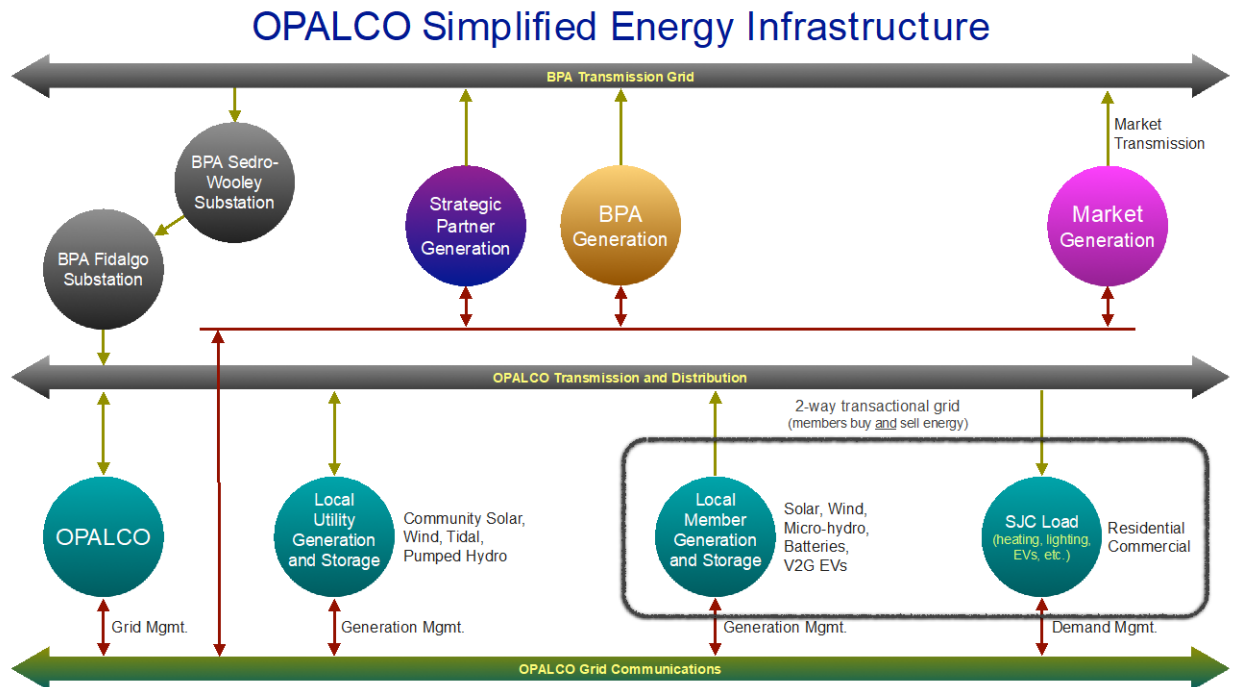 OPALCO Simplified Energy Infrastructure
BPA Transmission Grid
Market
Transmission
BPA Sedro-
Wooley
Substation
Strategic
Partner
Generation
BPA
Generation
Market
Generation
BPA Fidalgo
Substation
OPALCO Transmission and Distribution
2-way transactional grid
(members buy and sell energy)
OPALCO
Local
Utility
Generation
and Storage
Community Solar,
Wind, Tidal,
Pumped Hydro
Local
Member
Generation
and Storage
Solar, Wind,
Micro-hydro,
Batteries,
V2G EVs
SJC Load
(heating, lighting,
EVs, etc.)
Residential
Commercial
Grid Mgmt.
Generation Mgmt.
Generation Mgmt.
Demand Mgmt.
OPALCO Grid Communications